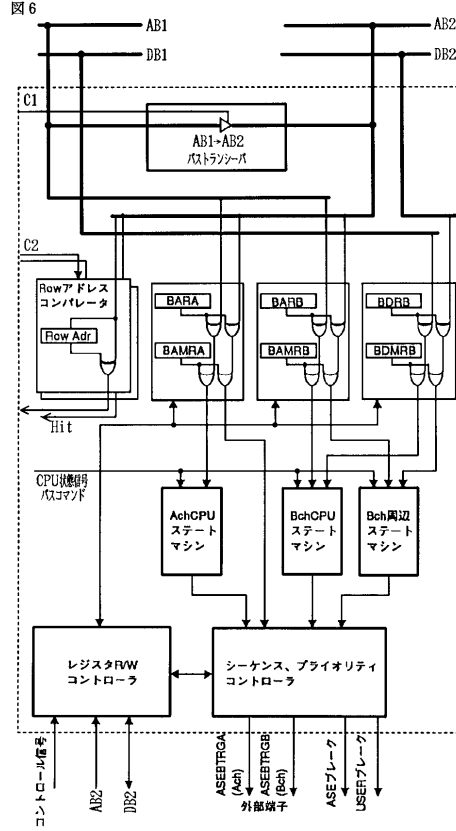 図6
AB1
AB2
DB1
DB2
C1
AB1→AB2
バストランシーバ
C2
Rowアドレス
コンパレータ
Row Adr
Hit
BARA
BAMRA
BARB
BAMRB
BDRB
BDMRB
CPU状態信号
バスコマンド
AchCPU
ステート
マシン
BchCPU
ステート
マシン
Bch周辺
ステート
マシン
レジスタR/W
コントローラ
シーケンス、プライオリティ
コントローラ
コントロール信号
AB2
DB2
ASEBTRGA
(Ach)
ASEBTRGB
(Bch)
外部端子
ASEブレーク
USERブレーク